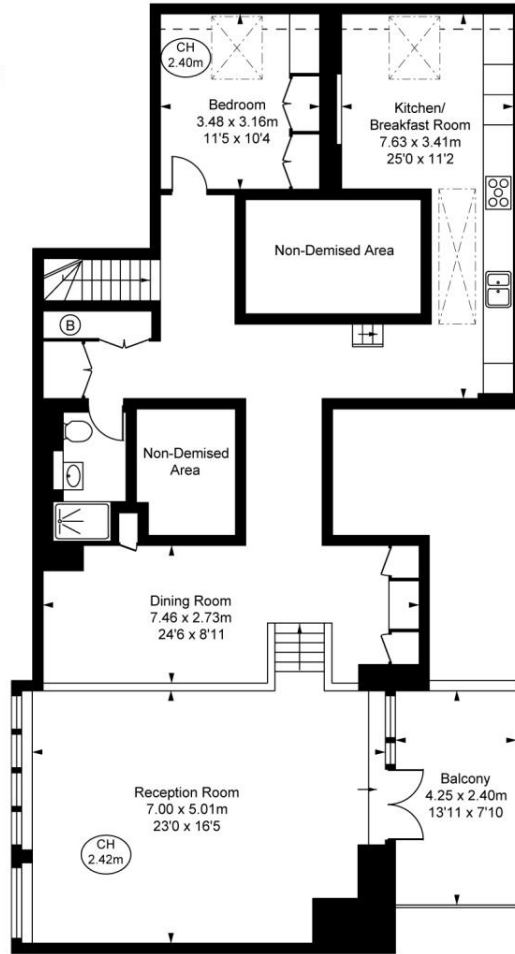 CH
2.40m
Bedroom
3.48 x 3.16m
11'5 x 10'4
Kitchen/
Breakfast Room
7.63 x 3.41m
25'0 x 11'2
Non-Demised Area
B
Non-Demised
Area
Dining Room
7.46 x 2.73m
24'6 x 8'11
Reception Room
7.00 x 5.01m
23'0 x 16'5
CH
2.42m
Balcony
4.25 x 2.40m
13'11 x 7'10